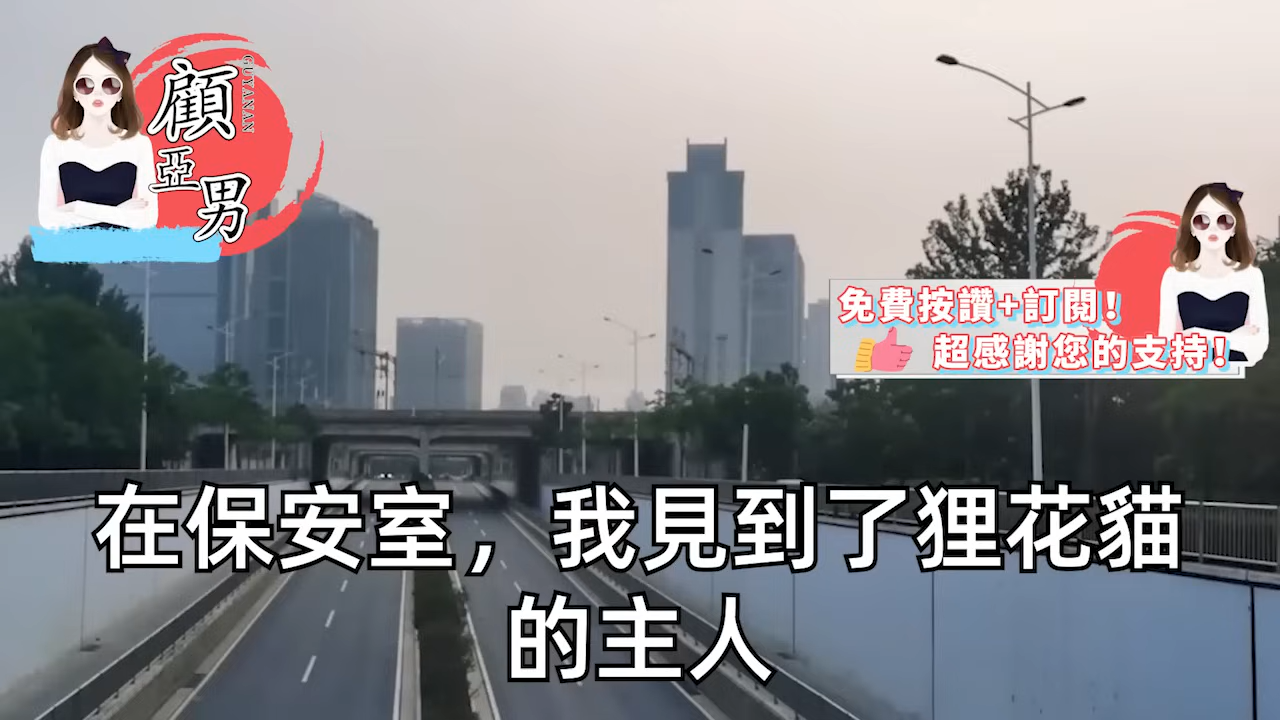 顧
亞
男
GUYANAN
免費按讚+訂閱！
超感謝您的支持！
在保安室，我見到了狸花貓
的主人